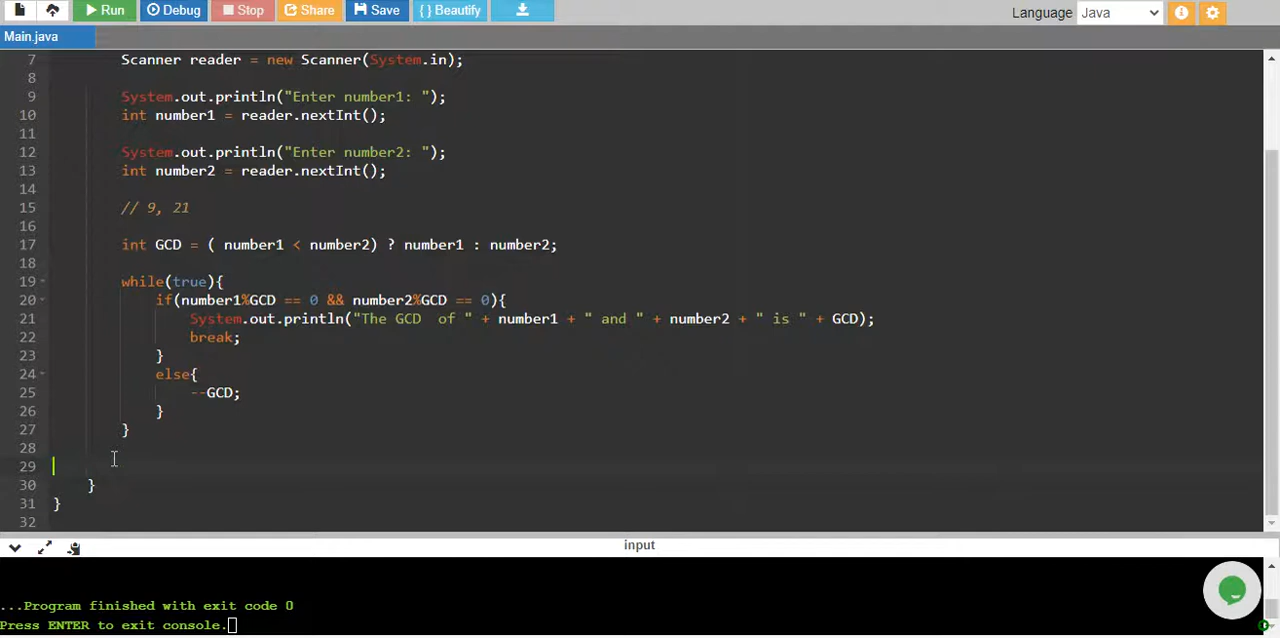 Run Debug Stop Share Save { } Beautify Language Java
Main.java
7 Scanner reader = new Scanner(System.in);
8
9 System.out.println("Enter number1: ");
10 int number1 = reader.nextInt();
11
12 System.out.println("Enter number2: ");
13 int number2 = reader.nextInt();
14
15 // 9, 21
16
17 int GCD = ( number1 < number2) ? number1 : number2;
18
19 while(true){
20 if(number1%GCD == 0 && number2%GCD == 0){
21 System.out.println("The GCD  of " + number1 + " and " + number2 + " is " + GCD);
22 break;
23 }
24 else{
25 --GCD;
26 }
27 }
28
29
30 }
31 }
32
input
...Program finished with exit code 0
Press ENTER to exit console.